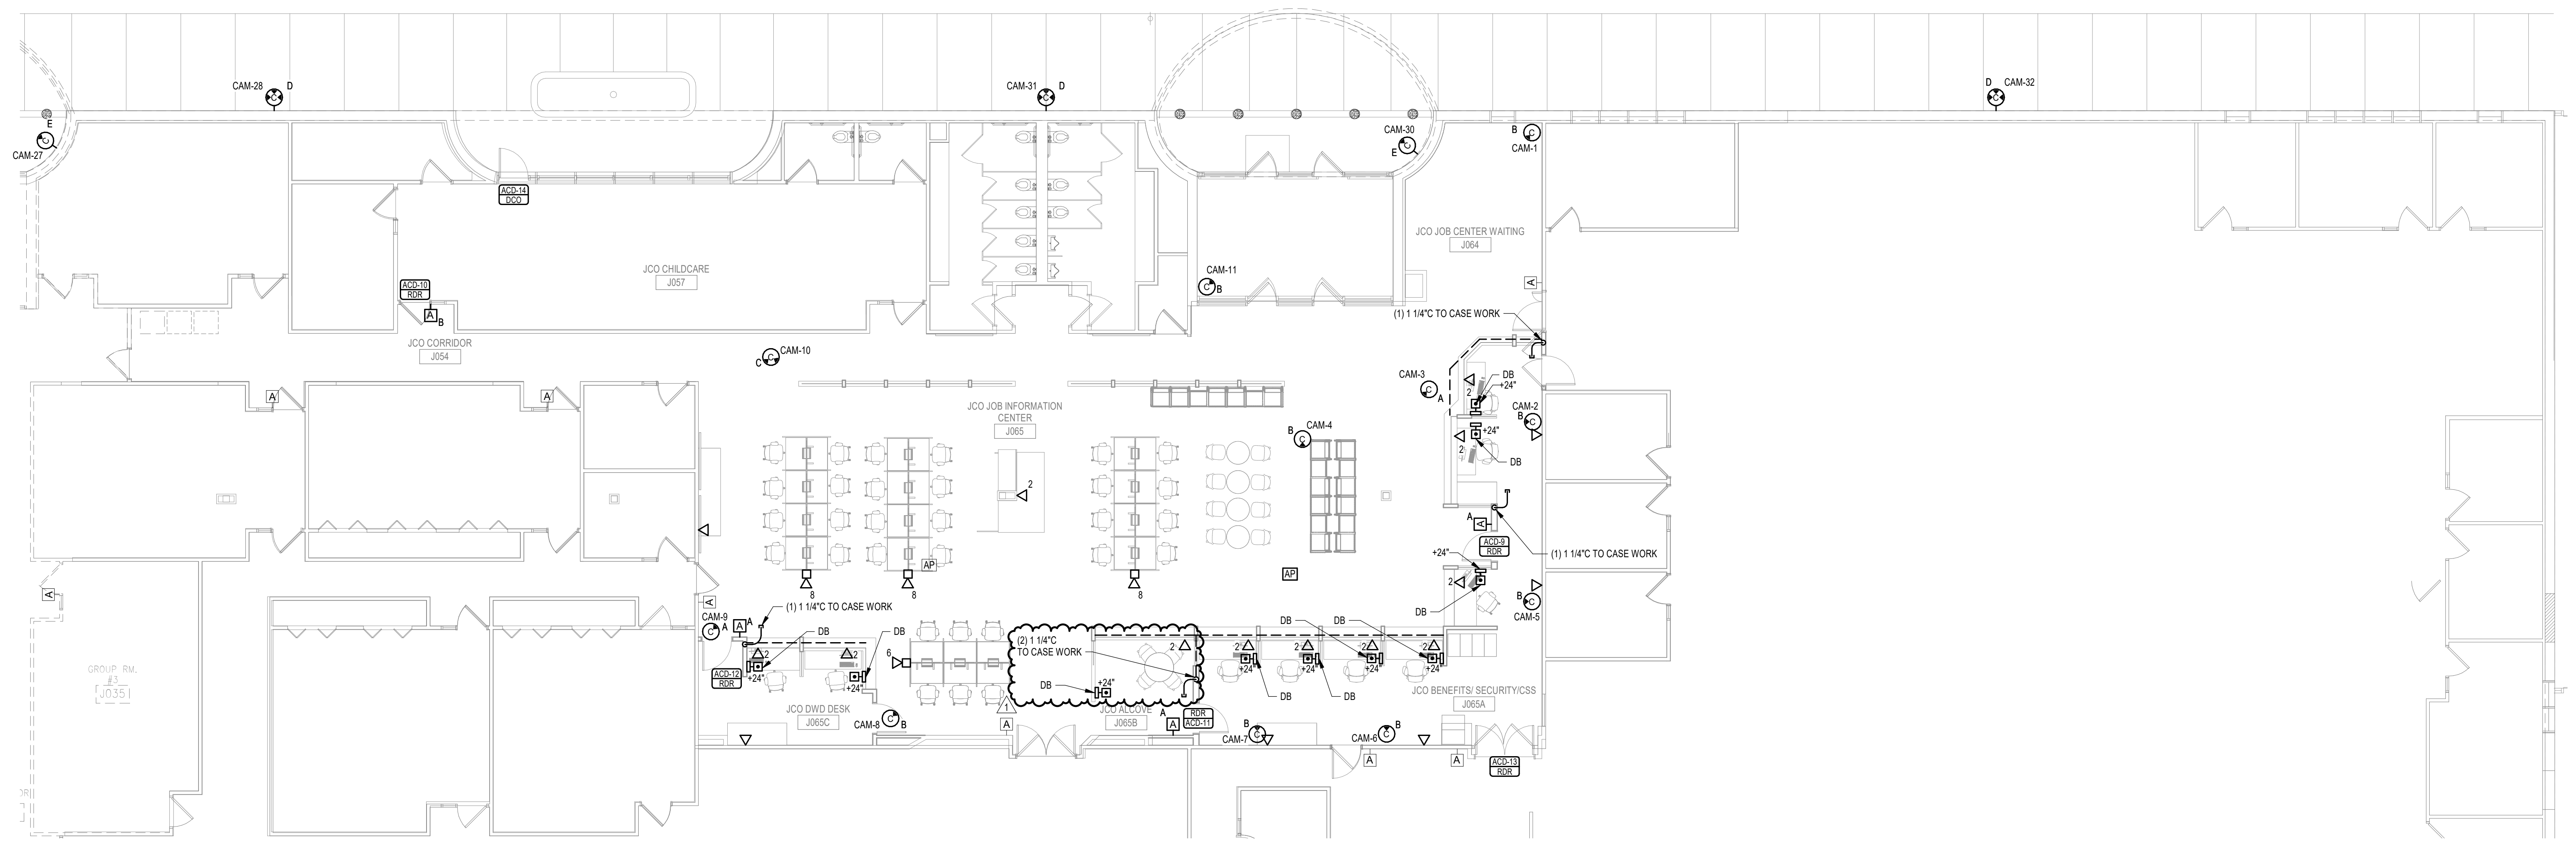 CAM-28 D
CAM-31 D
D CAM-32
E
CAM-27
CAM-30
E
B
CAM-1
ACD-14
DCO
JCO JOB CENTER WAITING
J064
JCO CHILDCARE
J057
CAM-11
B
ACD-10
RDR
A
B
A
(1) 1 1/4"C TO CASE WORK
JCO CORRIDOR
J054
C CAM-10
CAM-3
A
DB
+24"
2
A
A
JCO JOB INFORMATION
CENTER
J065
CAM-2
B
B CAM-4
+24"
2
DB
2
A
A
ACD-9
RDR
(1) 1 1/4"C TO CASE WORK
+24"
2
DB
AP
AP
8
8
8
A
A
(1) 1 1/4"C TO CASE WORK
B
CAM-5
CAM-9
A
A
A
DB
DB
2
2
+24"
+24"
ACD-12
RDR
6
(2) 1 1/4"C
TO CASE WORK
2
DB
+24"
1
DB
DB
2
2
2
2
+24"
+24"
+24"
+24"
DB
DB
GROUP RM.
#3
J0351
JCO DWD DESK
J065C
CAM-8
B
JCO ALCOVE
J065B
A
A
A
RDR
ACD-11
JCO BENEFITS/ SECURITY/CSS
J065A
B
CAM-7
B
CAM-6
A
A
ACD-13
RDR